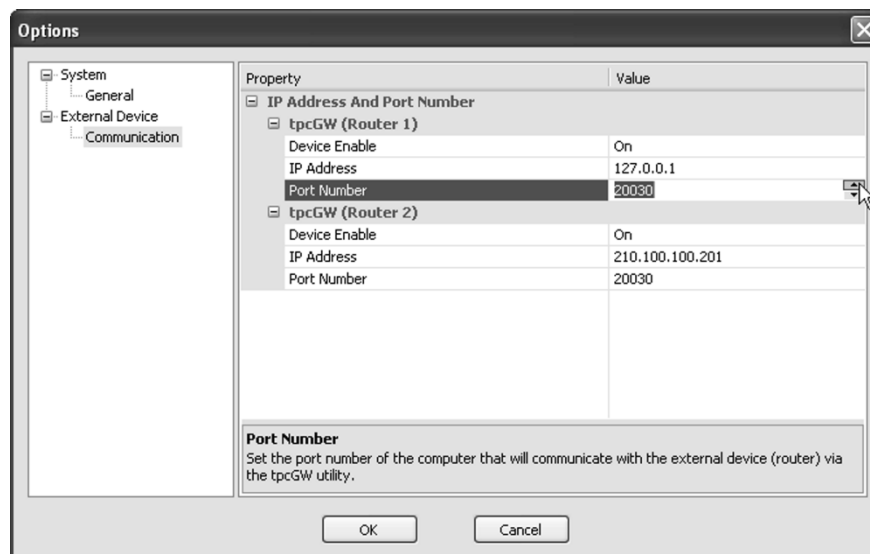 Options
System
General
External Device
Communication
Property Value
IP Address And Port Number
tpcGW (Router 1)
Device Enable On
IP Address 127.0.0.1
Port Number 20030
tpcGW (Router 2)
Device Enable On
IP Address 210.100.100.201
Port Number 20030
Port Number
Set the port number of the computer that will communicate with the external device (router) via
the tpcGW utility.
OK Cancel